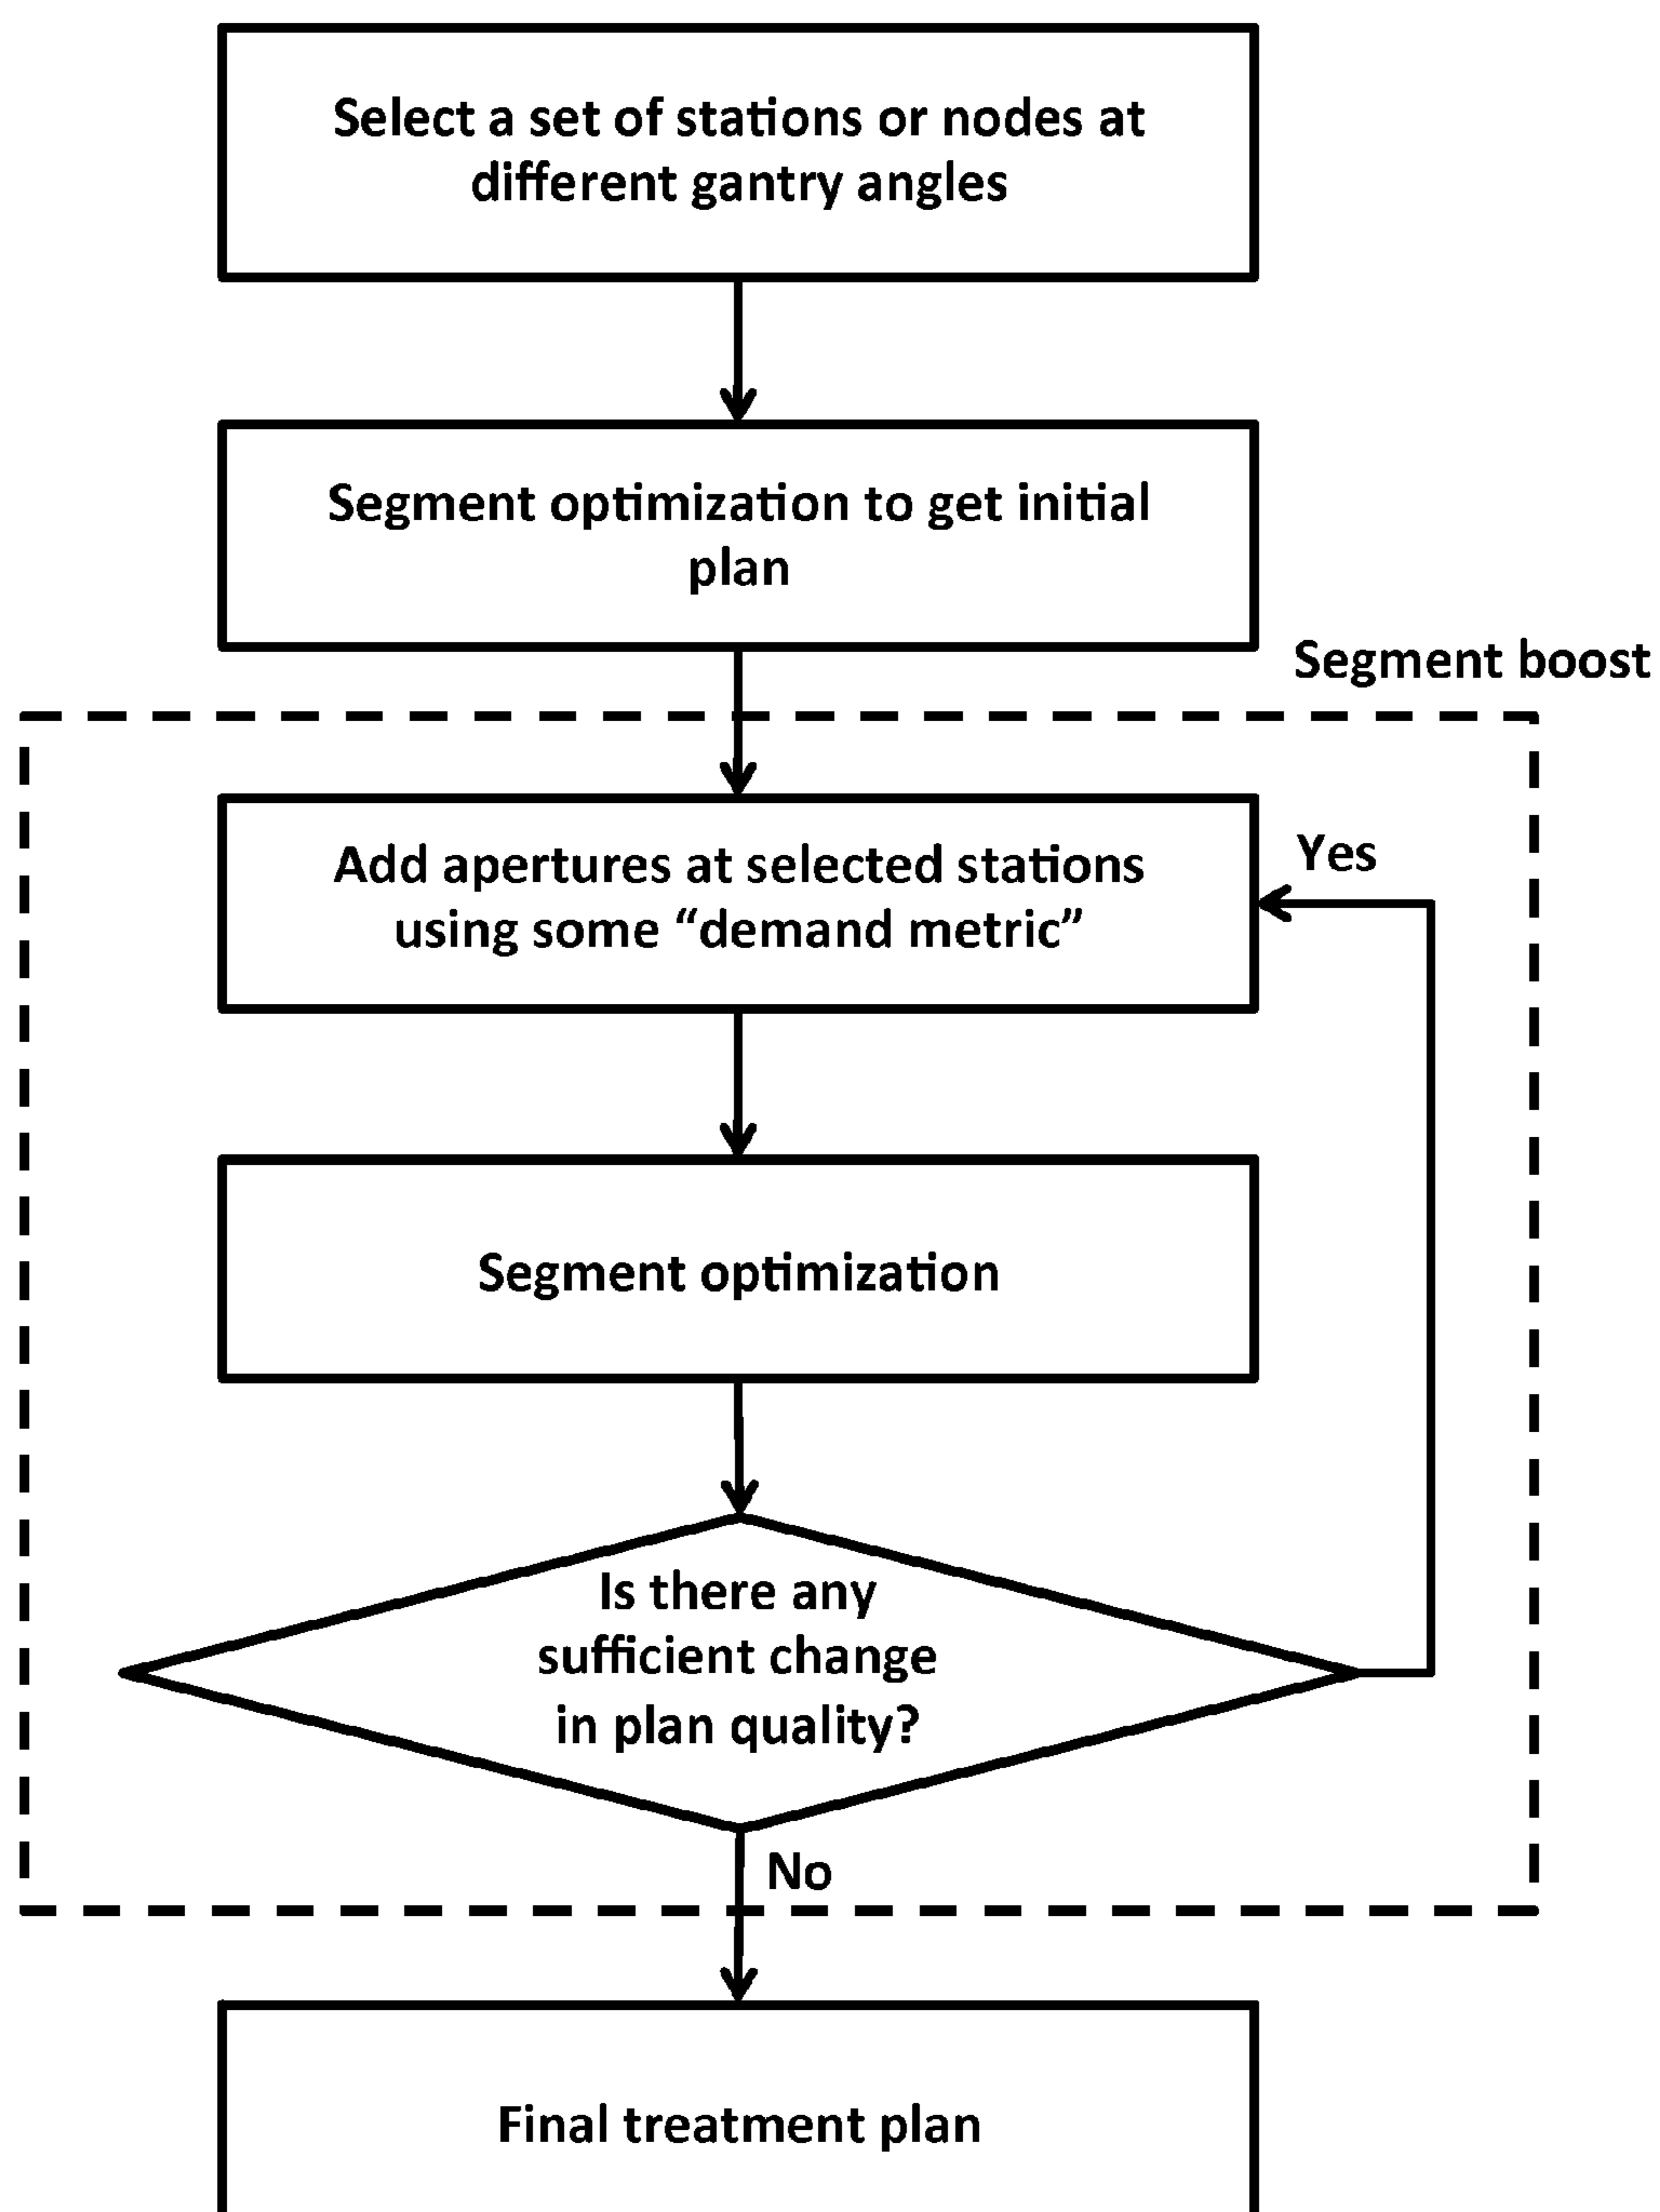 Select a set of stations or nodes at
different gantry angles
Segment optimization to get initial
plan
Segment boost
Add apertures at selected stations
using some “demand metric”
Yes
Segment optimization
Is there any
sufficient change
in plan quality?
No
Final treatment plan